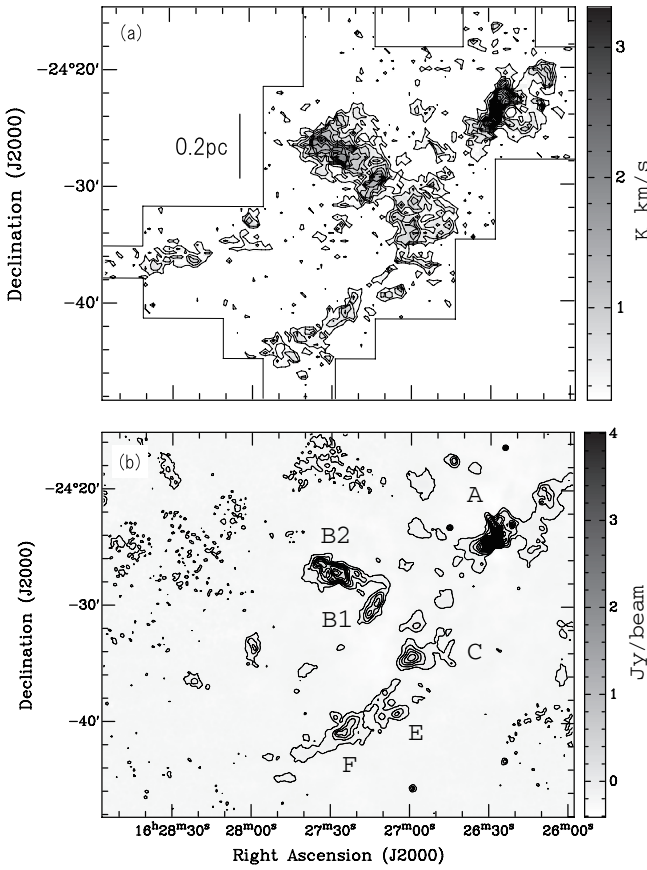 (a)
−24°20′
−30′
−40′
Declination (J2000)
0.2pc
3
2
1
K km/s
(b)
−24°20′
−30′
−40′
Declination (J2000)
A
B2
B1
C
E
F
4
3
2
1
0
Jy/beam
16ʰ28ᵐ30ˢ 28ᵐ00ˢ 27ᵐ30ˢ 27ᵐ00ˢ 26ᵐ30ˢ 26ᵐ00ˢ
Right Ascension (J2000)